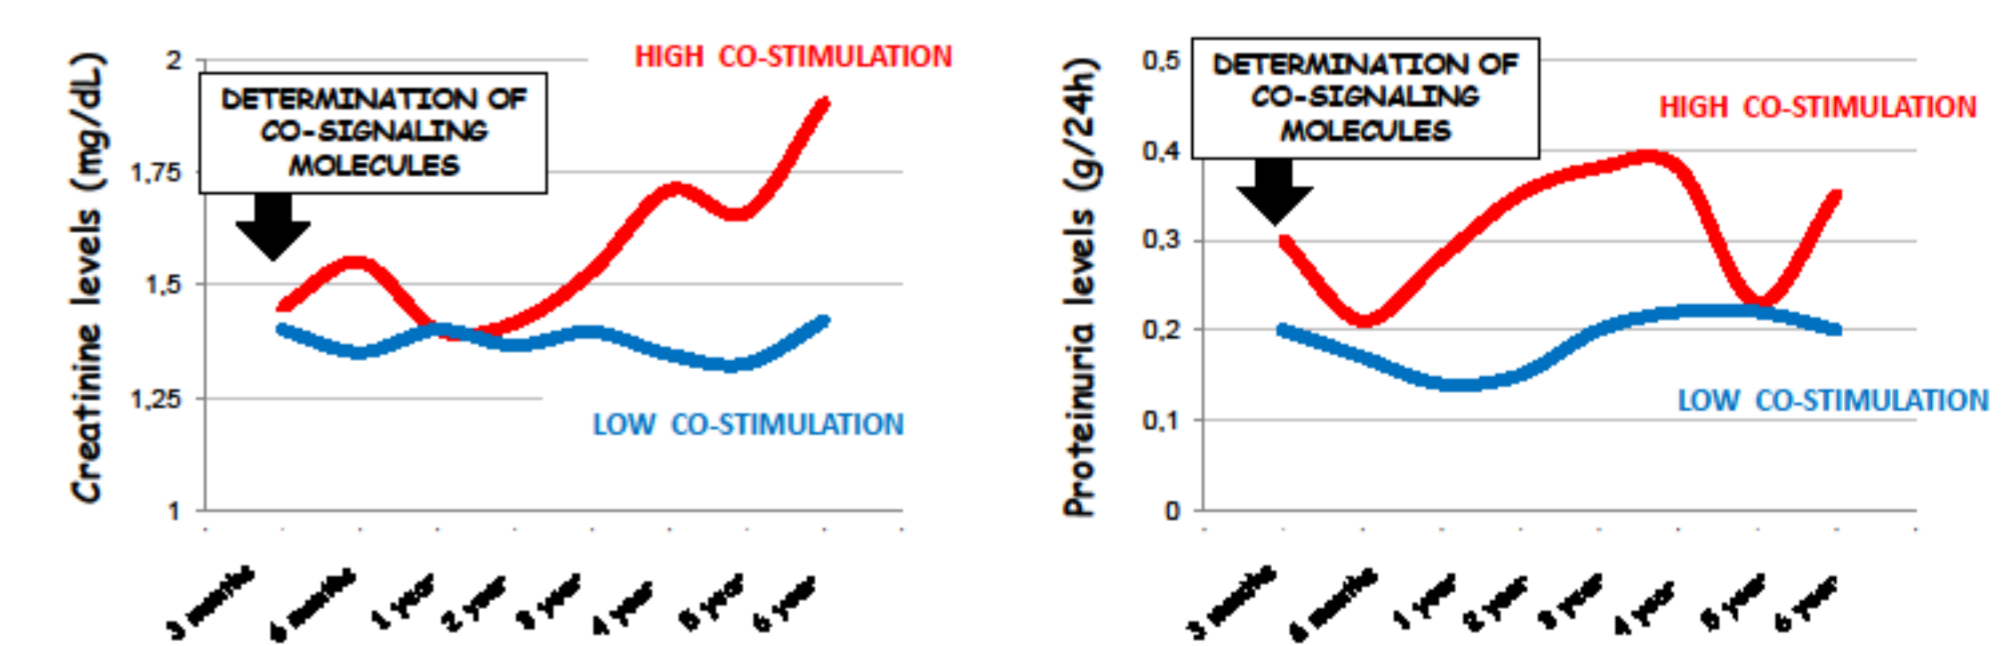 HIGH CO-STIMULATION
2
DETERMINATION OF
CO-SIGNALING
MOLECULES
1,75
1,5
1,25
1
Creatinine levels (mg/dL)
LOW CO-STIMULATION
3 months
6 months
1 year
2 year
3 year
4 year
5 year
6 year
0,5
DETERMINATION OF
CO-SIGNALING
MOLECULES
HIGH CO-STIMULATION
0,4
0,3
0,2
0,1
0
Proteinuria levels (g/24h)
LOW CO-STIMULATION
3 months
6 months
1 year
2 year
3 year
4 year
5 year
6 year